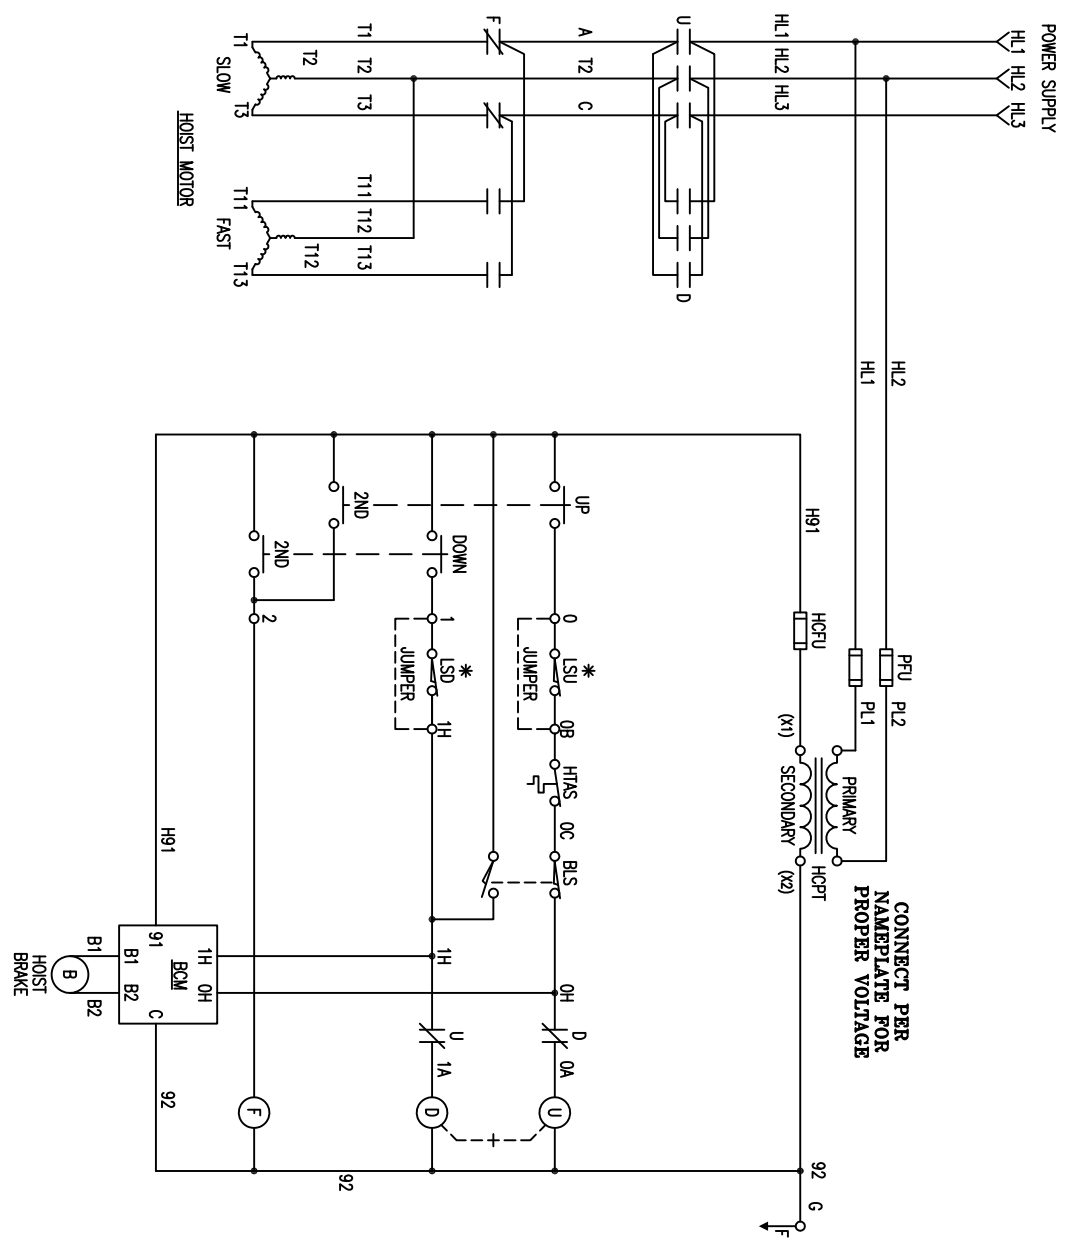 POWER SUPPLY
HL1
HL2
HL3
HL1
HL2
HL3
U
D
A
T2
C
F
T1
T2
T3
T11
T12
T13
T1
T2
T3
SLOW
T11
T12
T13
FAST
HOIST MOTOR
HL2
HL1
PFU
PL2
PL1
PRIMARY
SECONDARY
HCPT
(X1)
(X2)
HCFU
H91
CONNECT PER
NAMEPLATE FOR
PROPER VOLTAGE
92
G
F
UP
0
LSU
*
JUMPER
0B
HTAS
0C
BLS
0H
D
0A
U
DOWN
1
LSD
*
JUMPER
1H
1H
U
1A
D
2ND
2ND
2
F
92
H91
91
1H
0H
BCM
B1
B2
C
92
B1
B2
B
HOIST
BRAKE